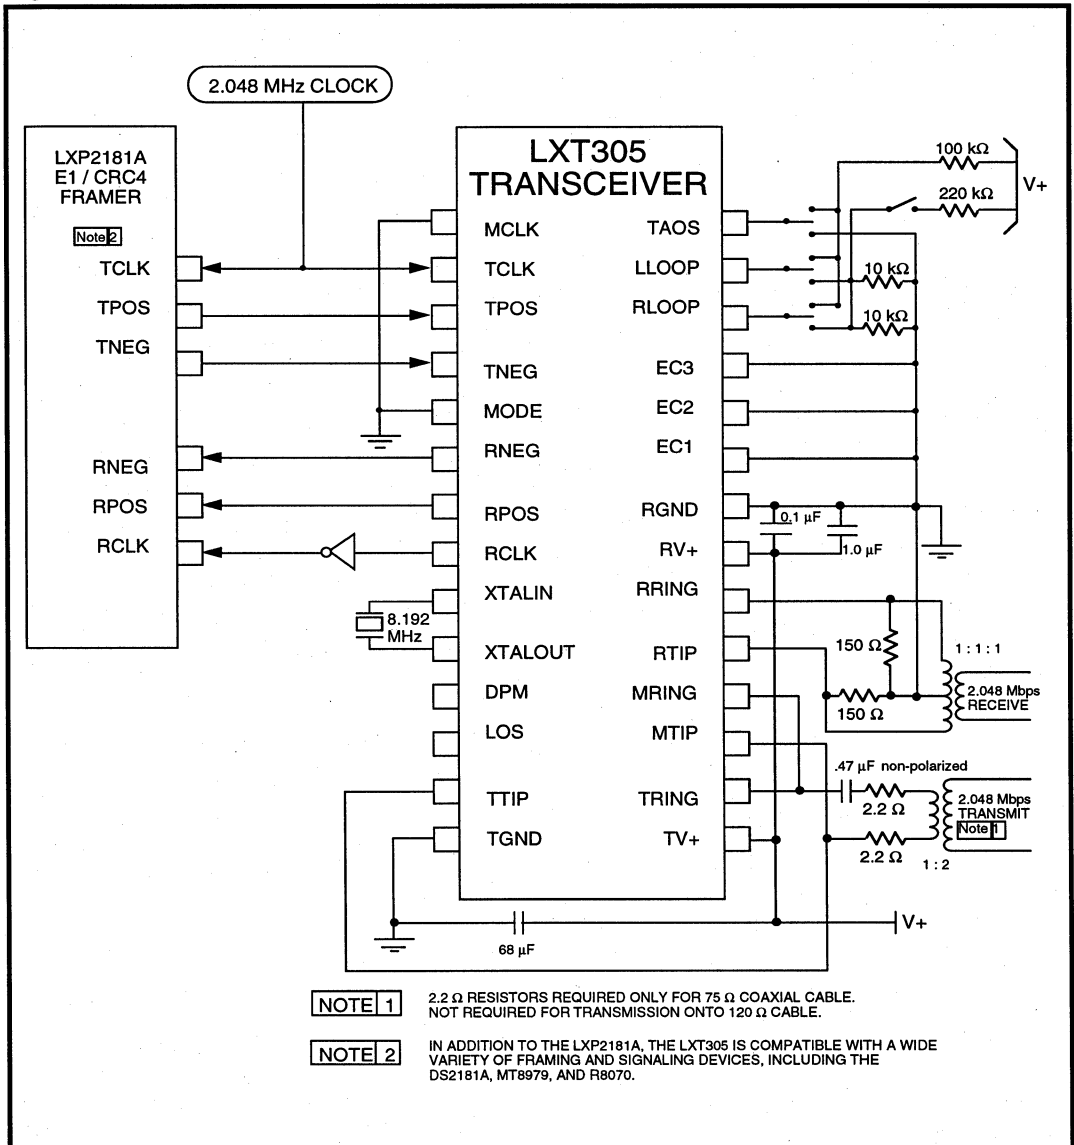 2.048 MHz CLOCK
LXP2181A
E1 / CRC4
FRAMER
Note 2
TCLK
TPOS
TNEG
RNEG
RPOS
RCLK
LXT305
TRANSCEIVER
MCLK
TCLK
TPOS
TNEG
MODE
RNEG
RPOS
RCLK
XTALIN
XTALOUT
DPM
LOS
TTIP
TGND
TAOS
LLOOP
RLOOP
EC3
EC2
EC1
RGND
RV+
RRING
RTIP
MRING
MTIP
TRING
TV+
8.192
MHz
100 kΩ
220 kΩ
V+
10 kΩ
10 kΩ
0.1 µF
1.0 µF
150 Ω
150 Ω
1 : 1 : 1
2.048 Mbps
RECEIVE
.47 µF non-polarized
2.2 Ω
2.2 Ω
1 : 2
2.048 Mbps
TRANSMIT
Note 1
68 µF
V+
NOTE 1
2.2 Ω RESISTORS REQUIRED ONLY FOR 75 Ω COAXIAL CABLE.
NOT REQUIRED FOR TRANSMISSION ONTO 120 Ω CABLE.
NOTE 2
IN ADDITION TO THE LXP2181A, THE LXT305 IS COMPATIBLE WITH A WIDE
VARIETY OF FRAMING AND SIGNALING DEVICES, INCLUDING THE
DS2181A, MT8979, AND R8070.